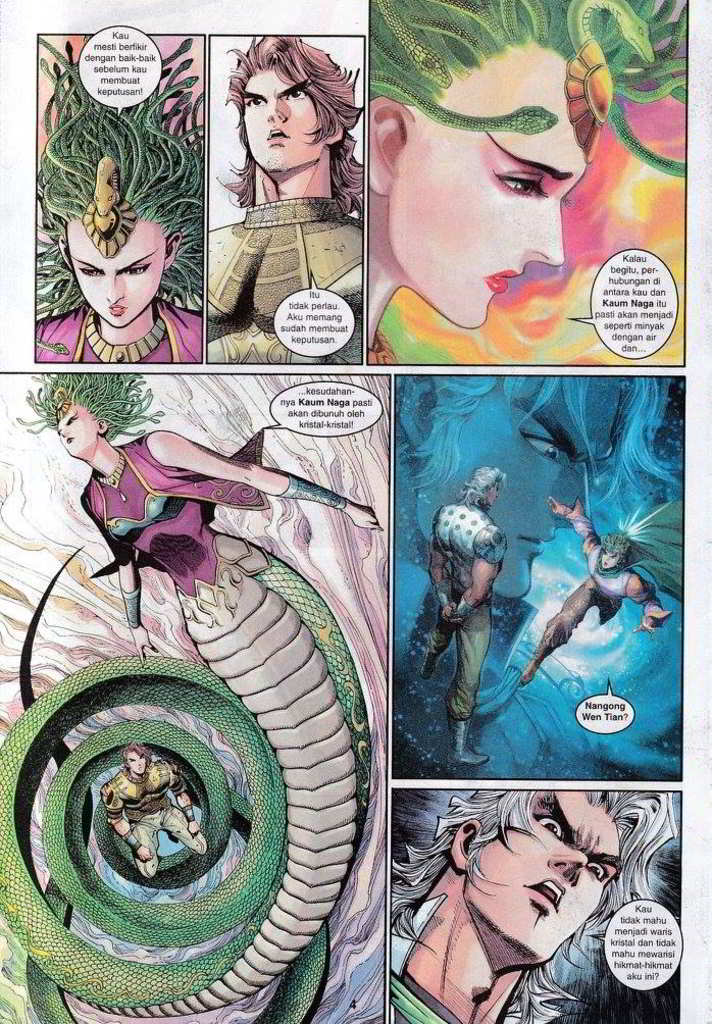 Kau
mesti berfikir
dengan baik-baik
sebelum kau
membuat
keputusan!
Itu
tidak perlau.
Aku memang
sudah membuat
keputusan.
Kalau
begitu, per-
hubungan di
antara kau dan
Kaum Naga itu
pasti akan menjadi
seperti minyak
dengan air
dan...
...kesudahan-
nya Kaum Naga pasti
akan dibunuh oleh
kristal-kristal!
Nangong
Wen Tian?
Kau
tidak mahu
menjadi waris
kristal dan tidak
mahu mewarisi
hikmat-hikmat
aku ini?
4